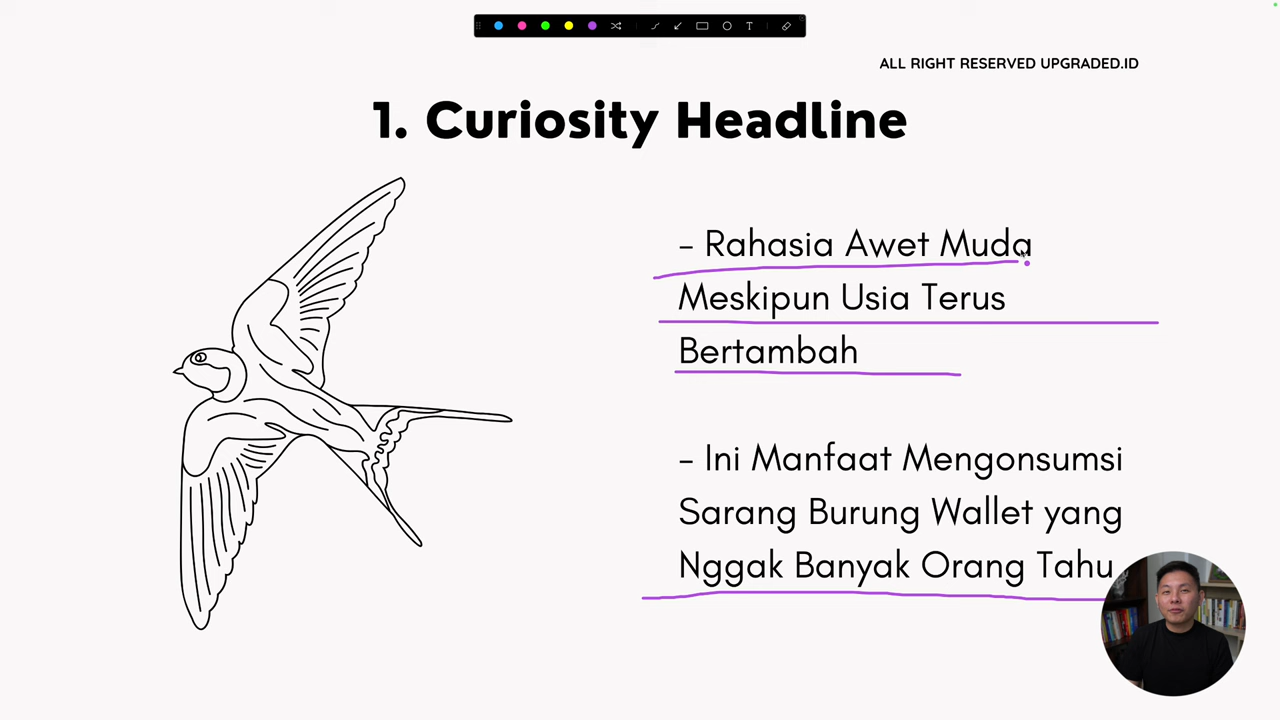 ALL RIGHT RESERVED UPGRADED.ID
1. Curiosity Headline
- Rahasia Awet Muda
Meskipun Usia Terus
Bertambah
- Ini Manfaat Mengonsumsi
Sarang Burung Wallet yang
Nggak Banyak Orang Tahu